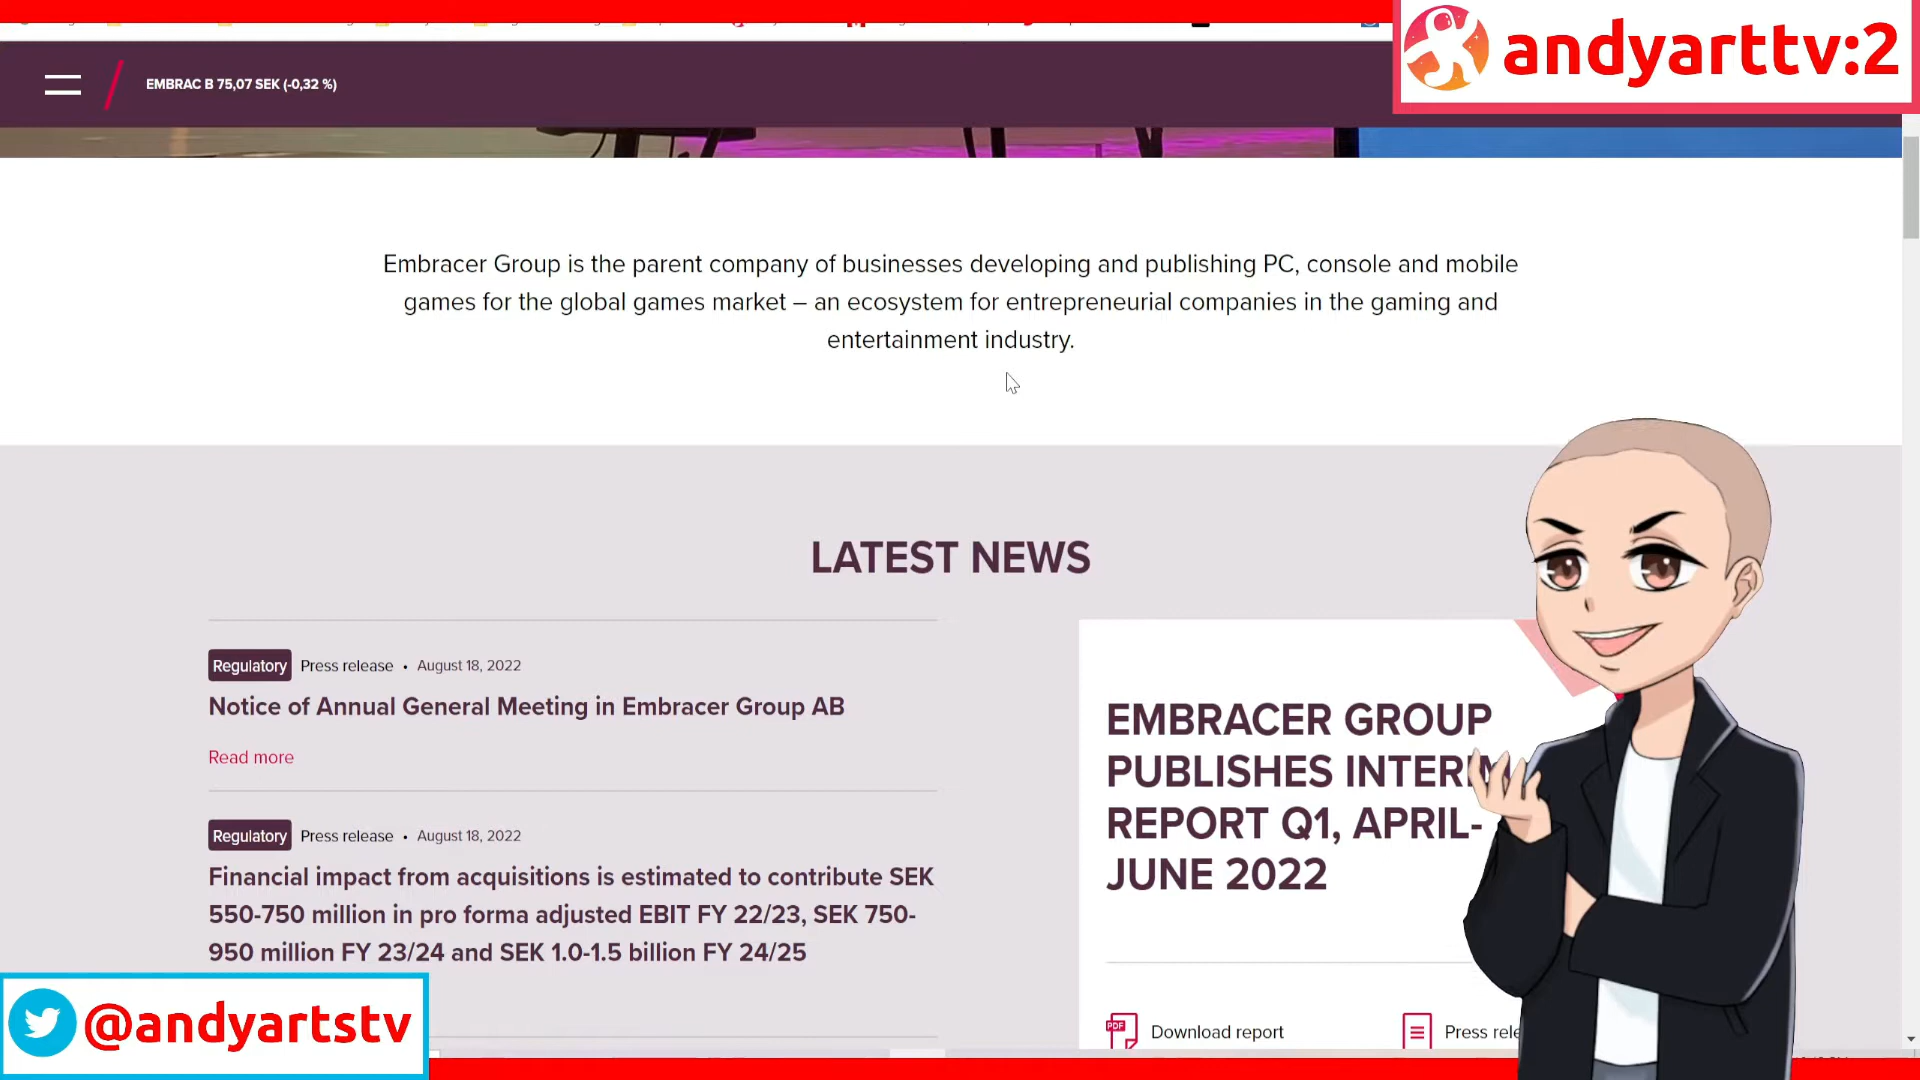 andyarttv:2
EMBRAC B 75,07 SEK (-0,32 %)
Embracer Group is the parent company of businesses developing and publishing PC, console and mobile
games for the global games market – an ecosystem for entrepreneurial companies in the gaming and
entertainment industry.
LATEST NEWS
Regulatory Press release • August 18, 2022
Notice of Annual General Meeting in Embracer Group AB
Read more
Regulatory Press release • August 18, 2022
Financial impact from acquisitions is estimated to contribute SEK
550-750 million in pro forma adjusted EBIT FY 22/23, SEK 750-
950 million FY 23/24 and SEK 1.0-1.5 billion FY 24/25
EMBRACER GROUP
PUBLISHES INTERIM
REPORT Q1, APRIL-
JUNE 2022
PDF Download report
Press rele
@andyartstv